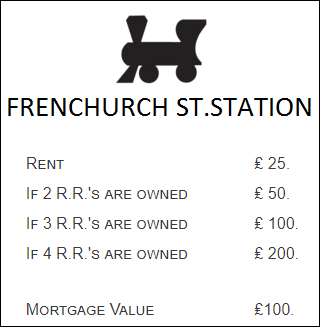 FRENCHURCH ST.STATION
RENT £ 25.
IF 2 R.R.'S ARE OWNED £ 50.
IF 3 R.R.'S ARE OWNED £ 100.
IF 4 R.R.'S ARE OWNED £ 200.
MORTGAGE VALUE £100.